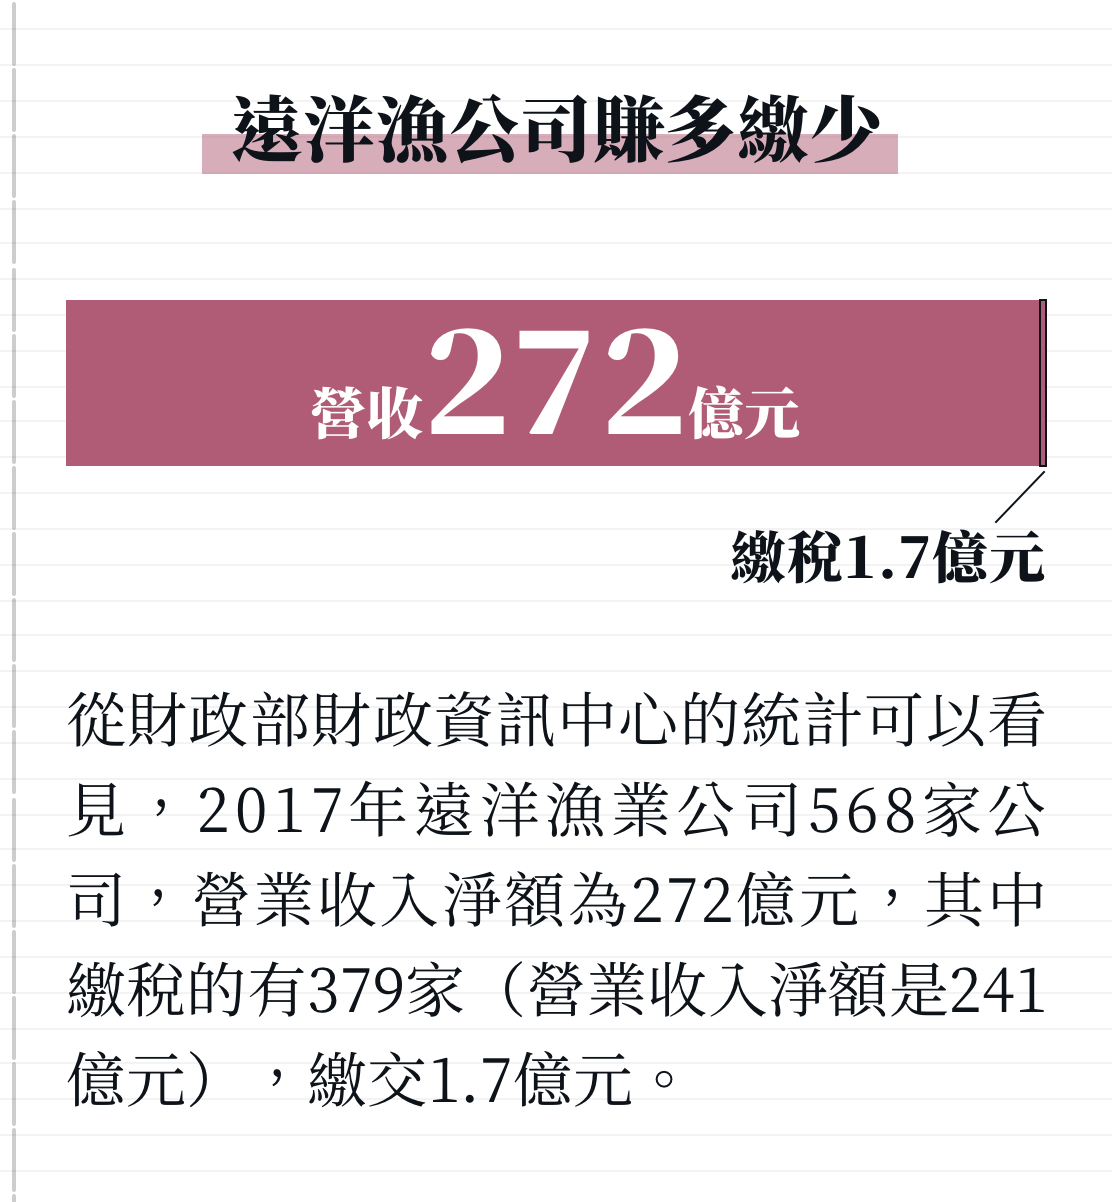 遠洋漁公司賺多繳少
營收272億元
繳稅1.7億元
從財政部財政資訊中心的統計可以看
見，2017年遠洋漁業公司568家公
司，營業收入淨額為272億元，其中
繳稅的有379家（營業收入淨額是241
億元），繳交1.7億元。